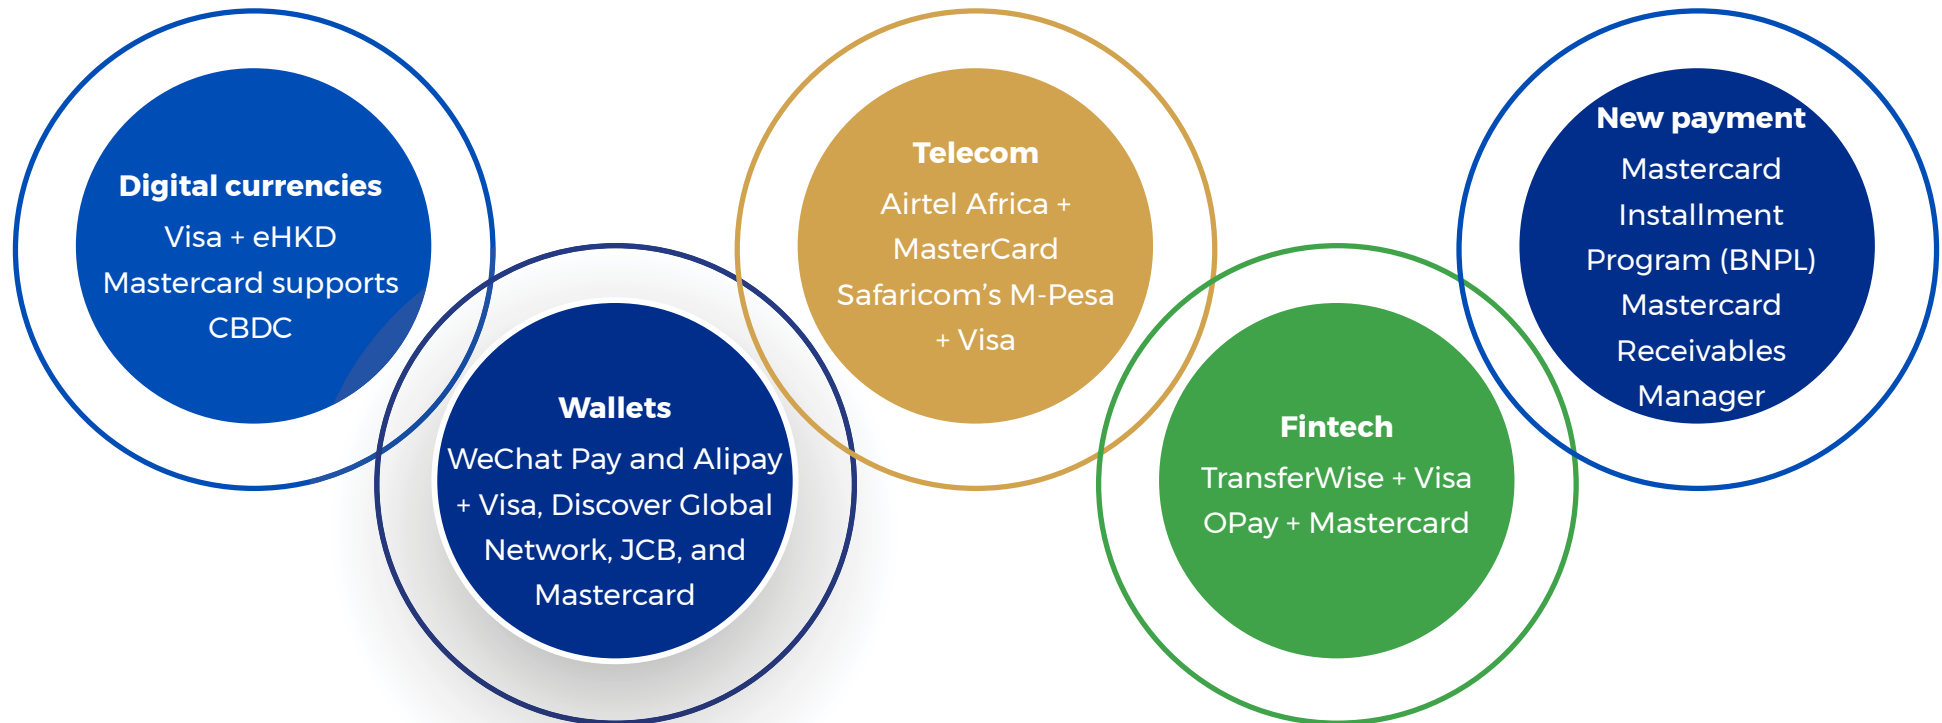 Digital currencies
Visa + eHKD
Mastercard supports
CBDC
Wallets
WeChat Pay and Alipay
+ Visa, Discover Global
Network, JCB, and
Mastercard
Telecom
Airtel Africa +
MasterCard
Safaricom’s M-Pesa
+ Visa
Fintech
TransferWise + Visa
OPay + Mastercard
New payment
Mastercard
Installment
Program (BNPL)
Mastercard
Receivables
Manager